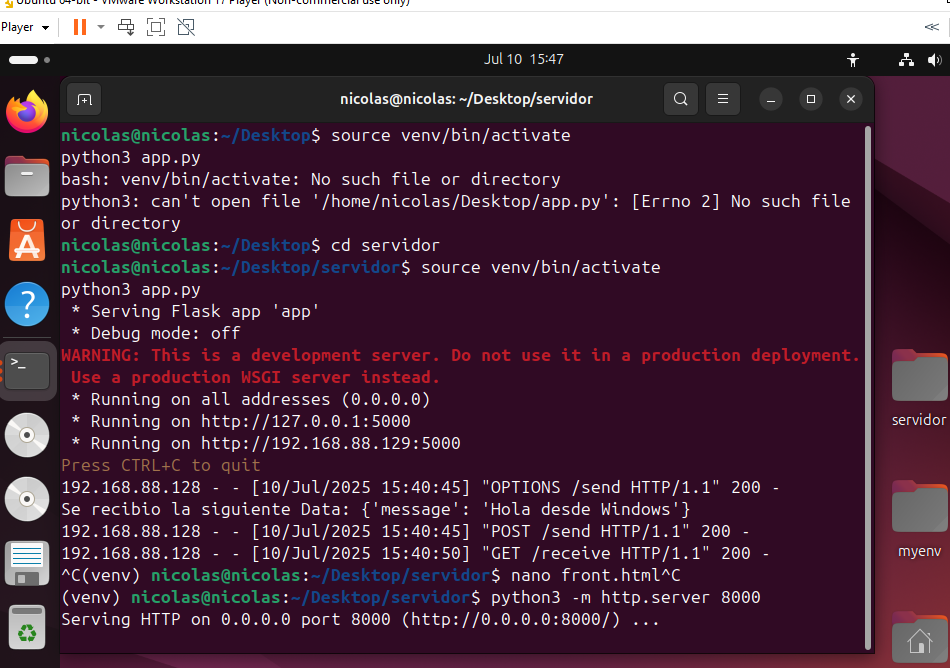 Ubuntu 64-bit - VMware Workstation 17 Player (Non-commercial use only)
Player
Jul 10 15:47
nicolas@nicolas: ~/Desktop/servidor
nicolas@nicolas:~/Desktop$ source venv/bin/activate
python3 app.py
bash: venv/bin/activate: No such file or directory
python3: can't open file '/home/nicolas/Desktop/app.py': [Errno 2] No such file
or directory
nicolas@nicolas:~/Desktop$ cd servidor
nicolas@nicolas:~/Desktop/servidor$ source venv/bin/activate
python3 app.py
* Serving Flask app 'app'
* Debug mode: off
WARNING: This is a development server. Do not use it in a production deployment.
Use a production WSGI server instead.
* Running on all addresses (0.0.0.0)
* Running on http://127.0.0.1:5000
* Running on http://192.168.88.129:5000
Press CTRL+C to quit
192.168.88.128 - - [10/Jul/2025 15:40:45] "OPTIONS /send HTTP/1.1" 200 -
Se recibio la siguiente Data: {'message': 'Hola desde Windows'}
192.168.88.128 - - [10/Jul/2025 15:40:45] "POST /send HTTP/1.1" 200 -
192.168.88.128 - - [10/Jul/2025 15:40:50] "GET /receive HTTP/1.1" 200 -
^C(venv) nicolas@nicolas:~/Desktop/servidor$ nano front.html^C
(venv) nicolas@nicolas:~/Desktop/servidor$ python3 -m http.server 8000
Serving HTTP on 0.0.0.0 port 8000 (http://0.0.0.0:8000/) ...
servidor
myenv